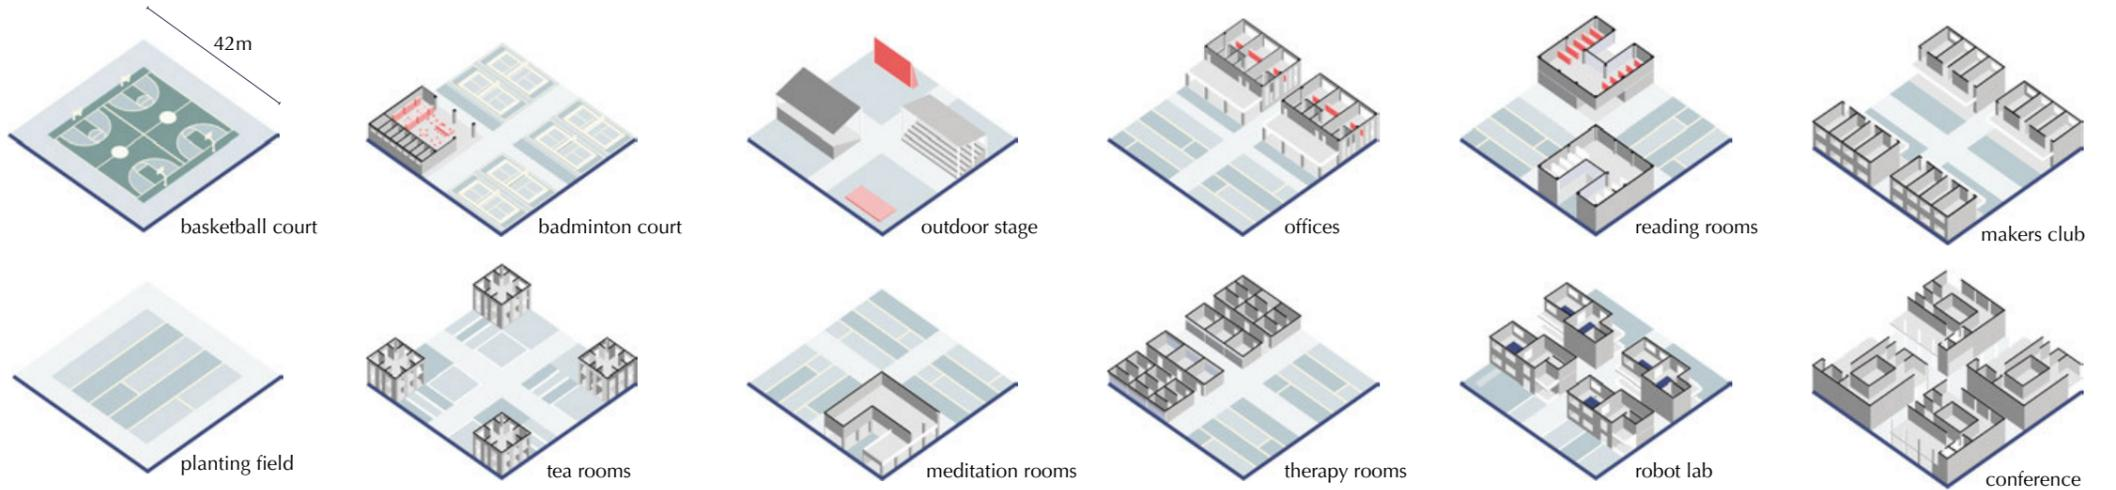 42m
basketball court
badminton court
outdoor stage
offices
reading rooms
makers club
planting field
tea rooms
meditation rooms
therapy rooms
robot lab
conference